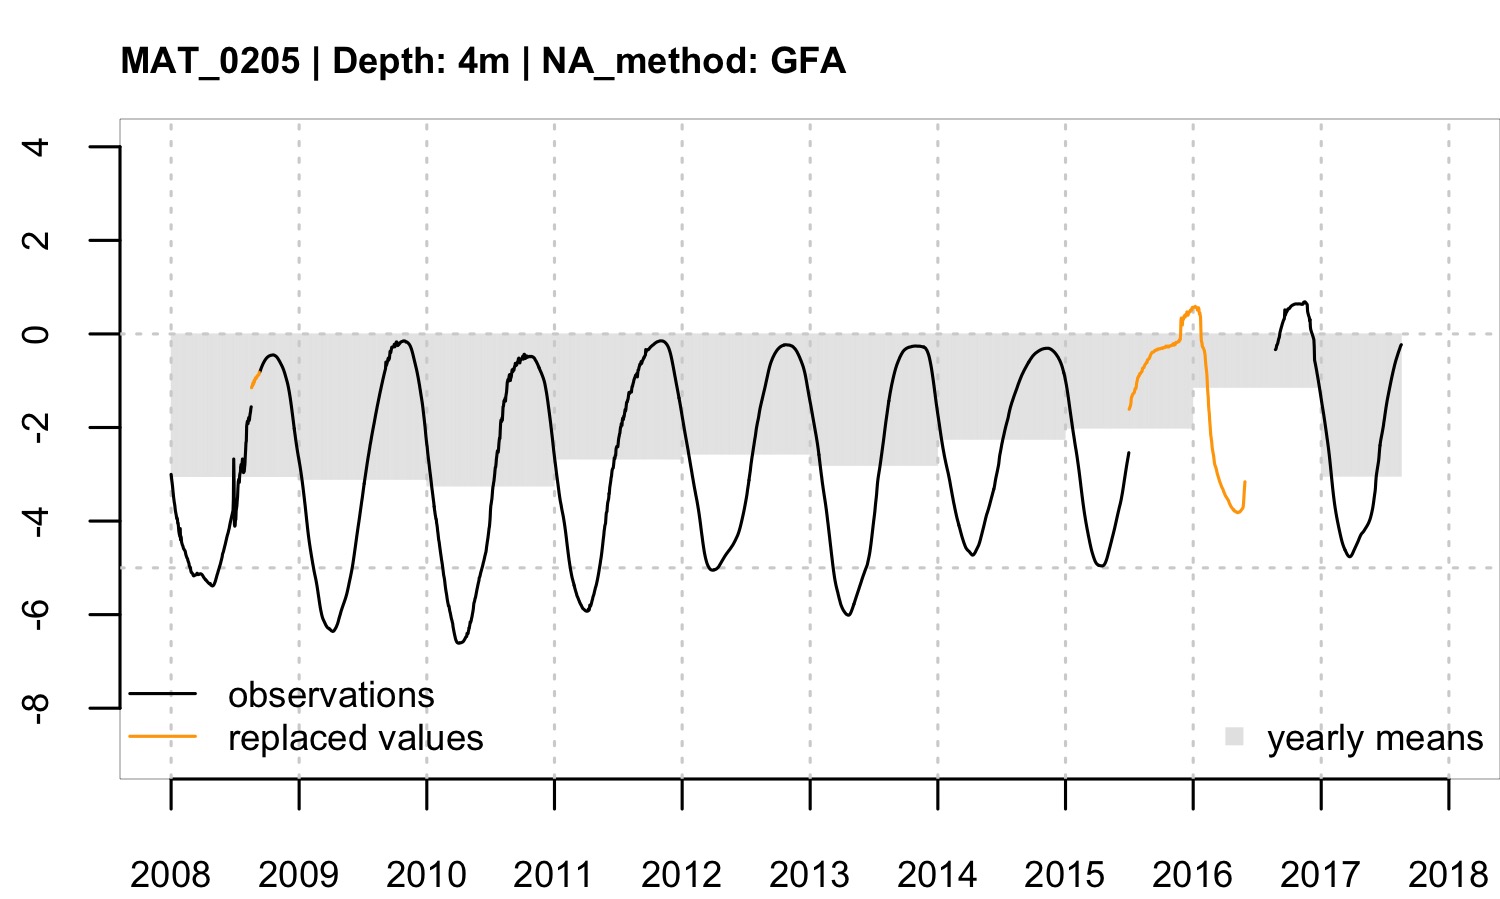 MAT_0205 | Depth: 4m | NA_method: GFA
4
2
0
-2
-4
-6
-8
observations
replaced values
yearly means
2008 2009 2010 2011 2012 2013 2014 2015 2016 2017 2018